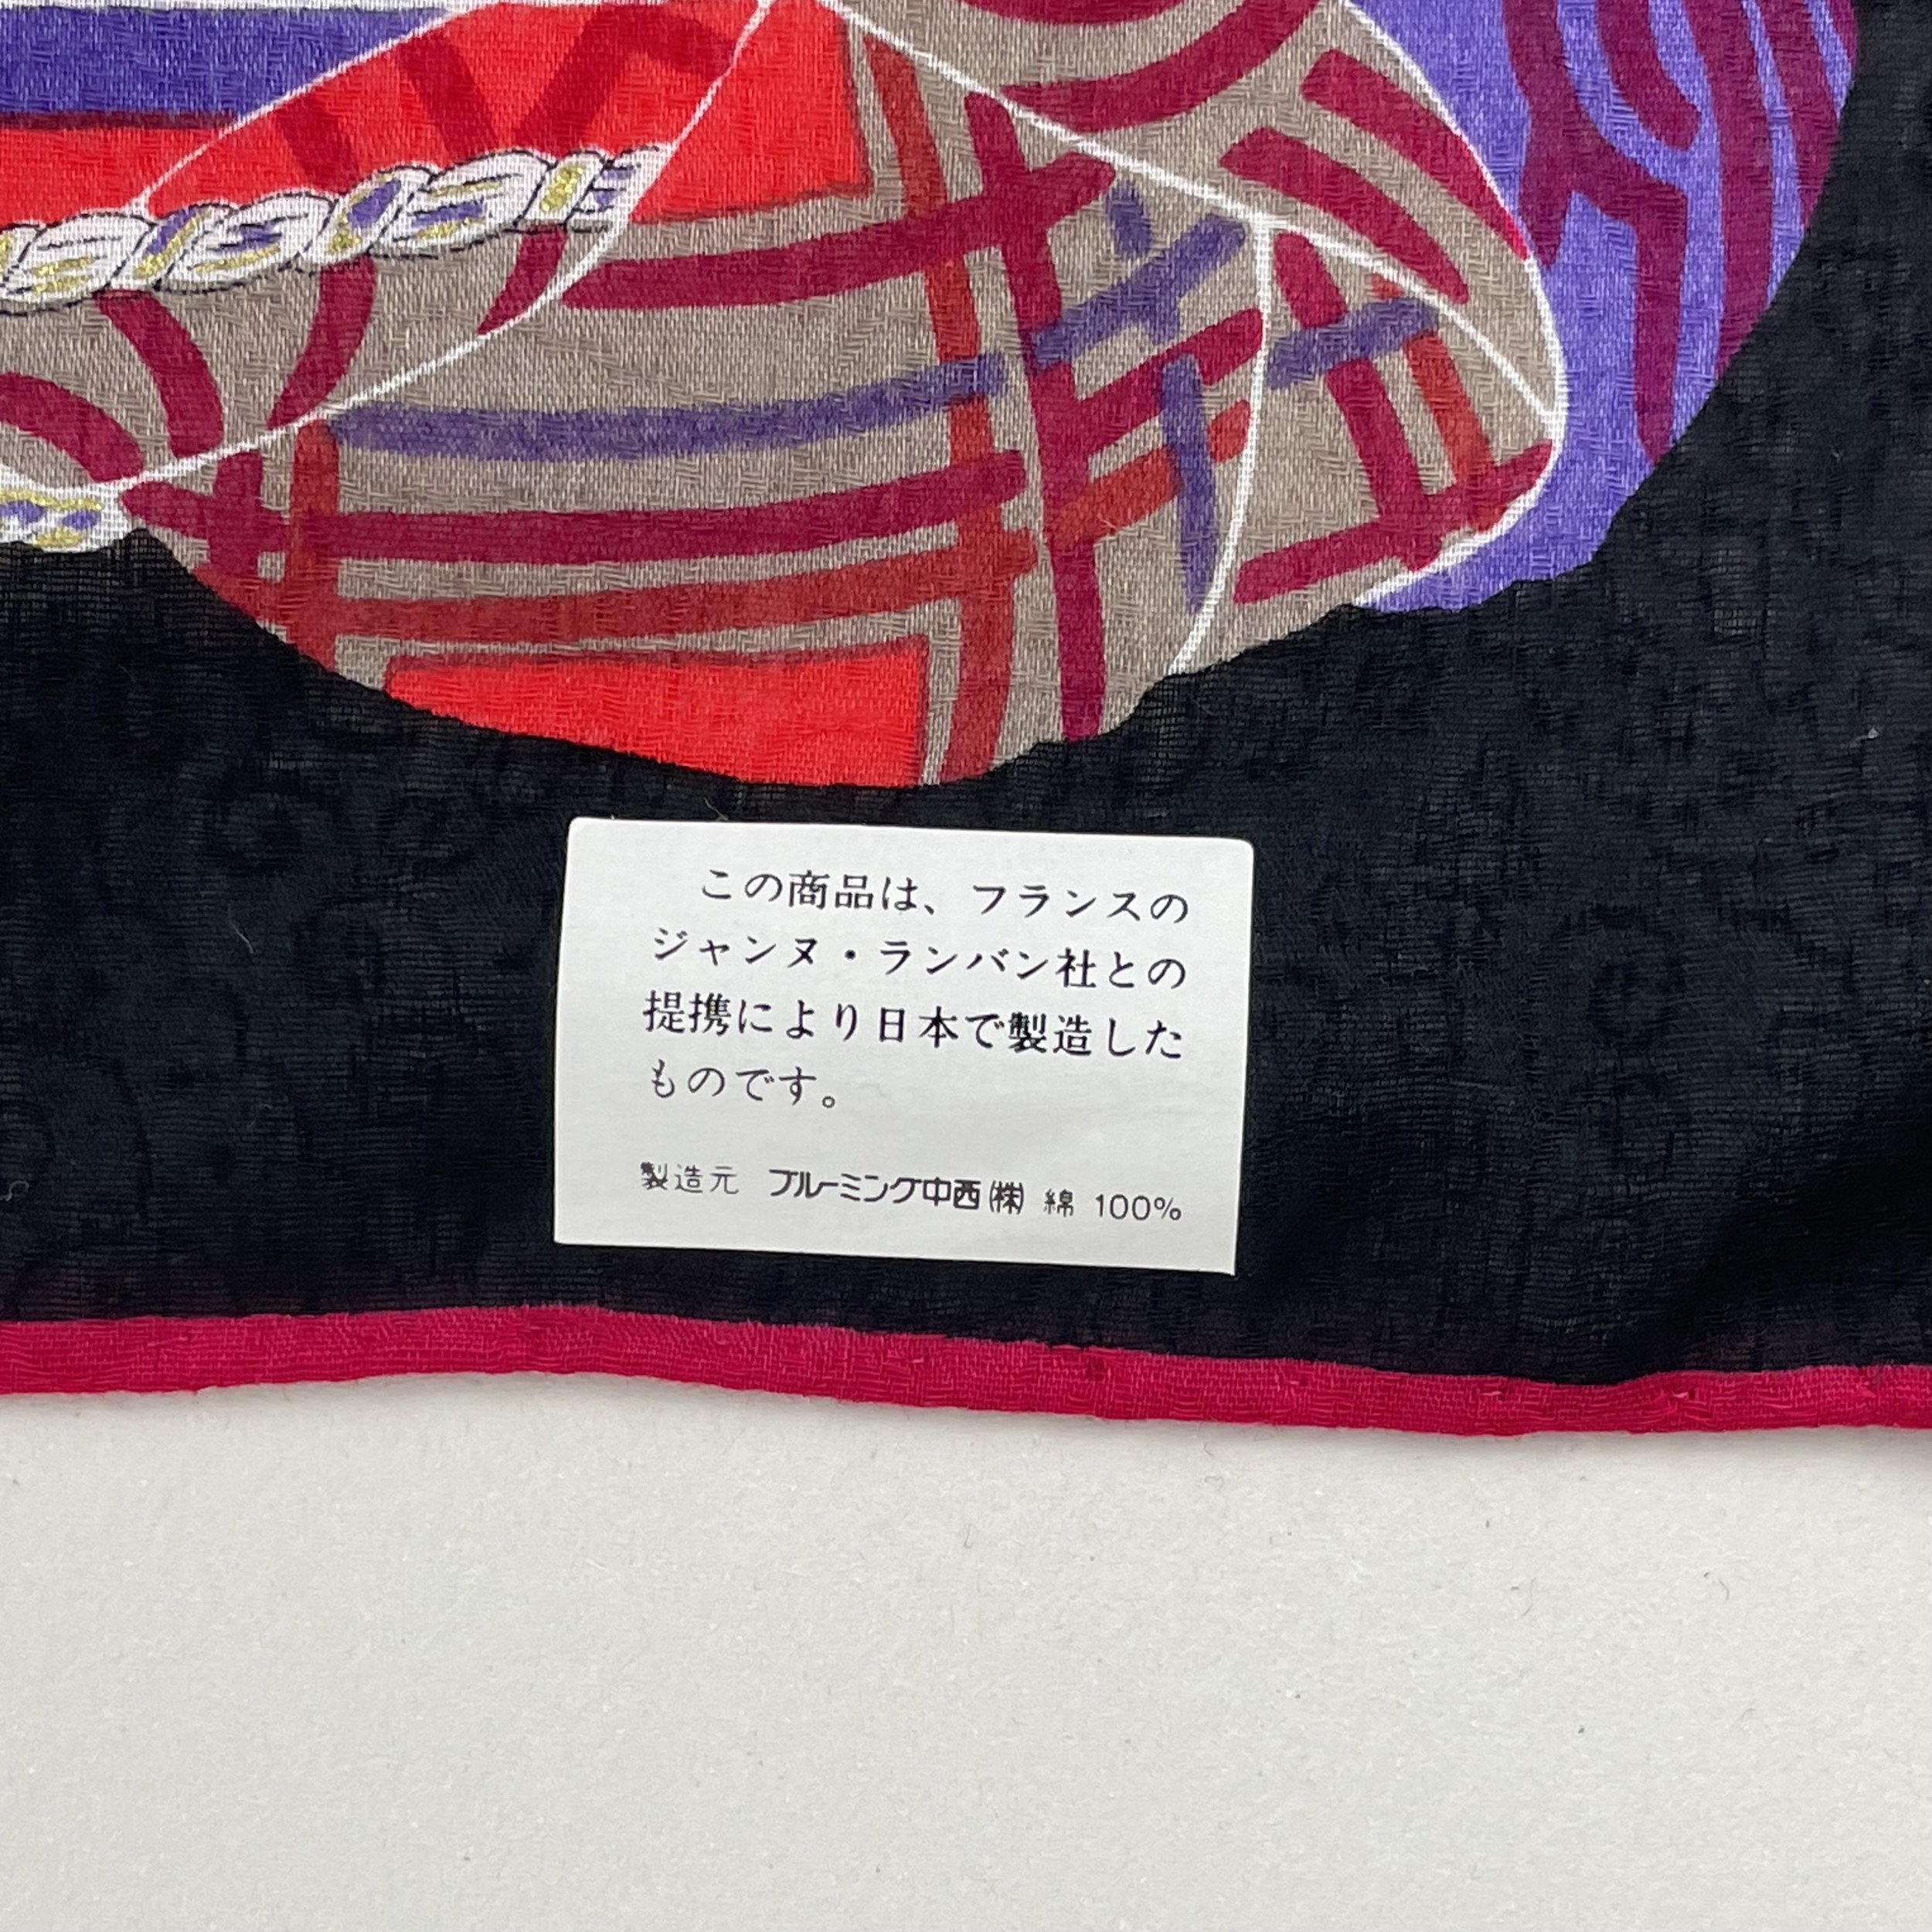 この商品は、フランスの
ジャンヌ・ランバン社との
提携により日本で製造した
ものです。
製造元 ブルーミング中西㈱ 綿 100%